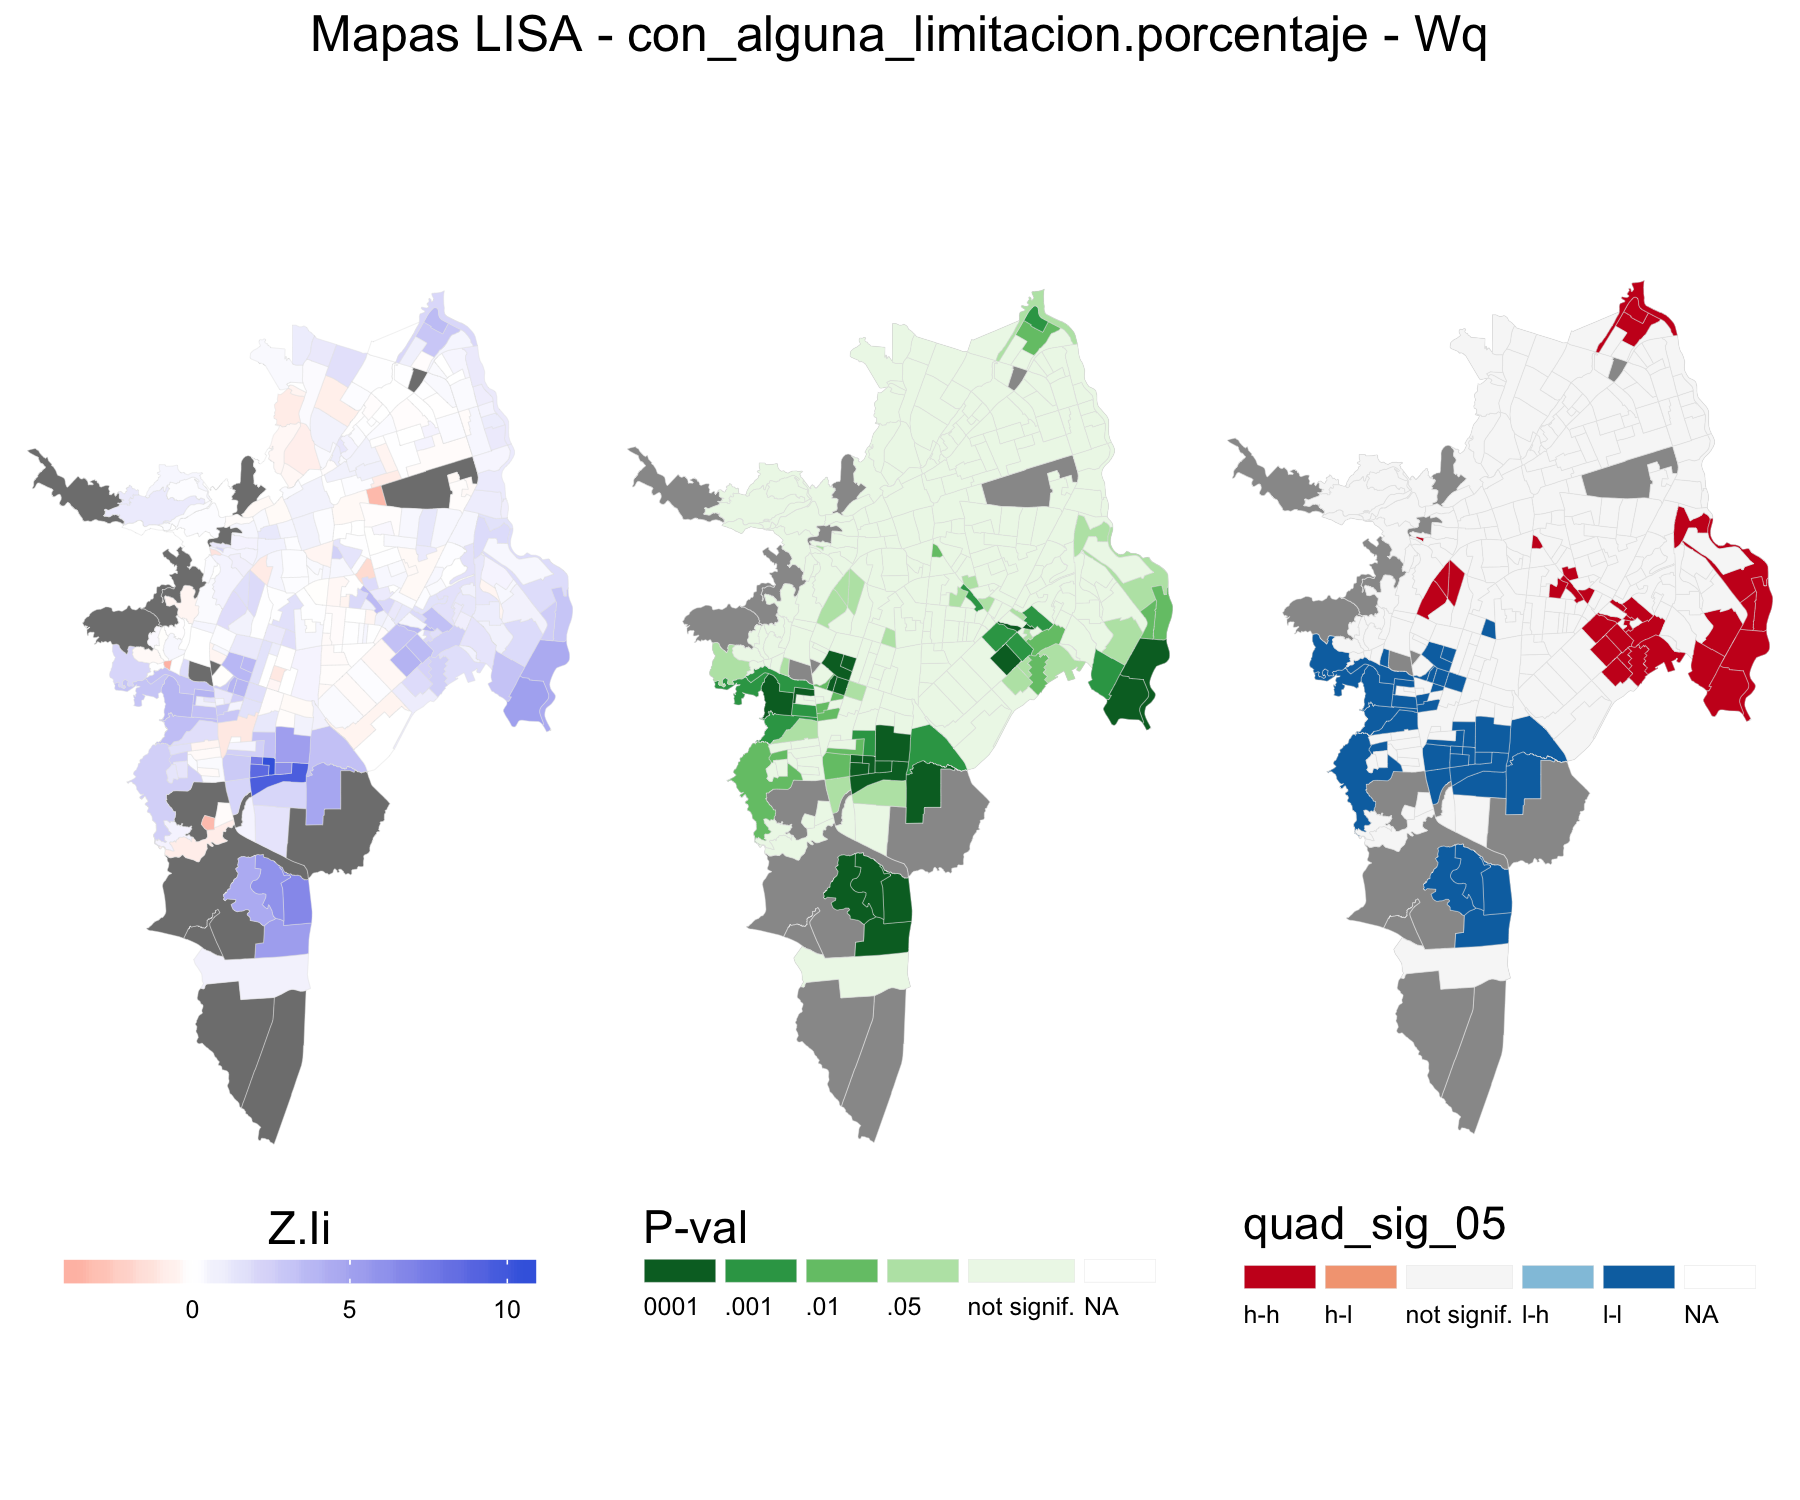 Mapas LISA - con_alguna_limitacion.porcentaje - Wq
Z.Ii
0 5 10
P-val
0001 .001 .01 .05 not signif. NA
quad_sig_05
h-h h-l not signif. l-h l-l NA